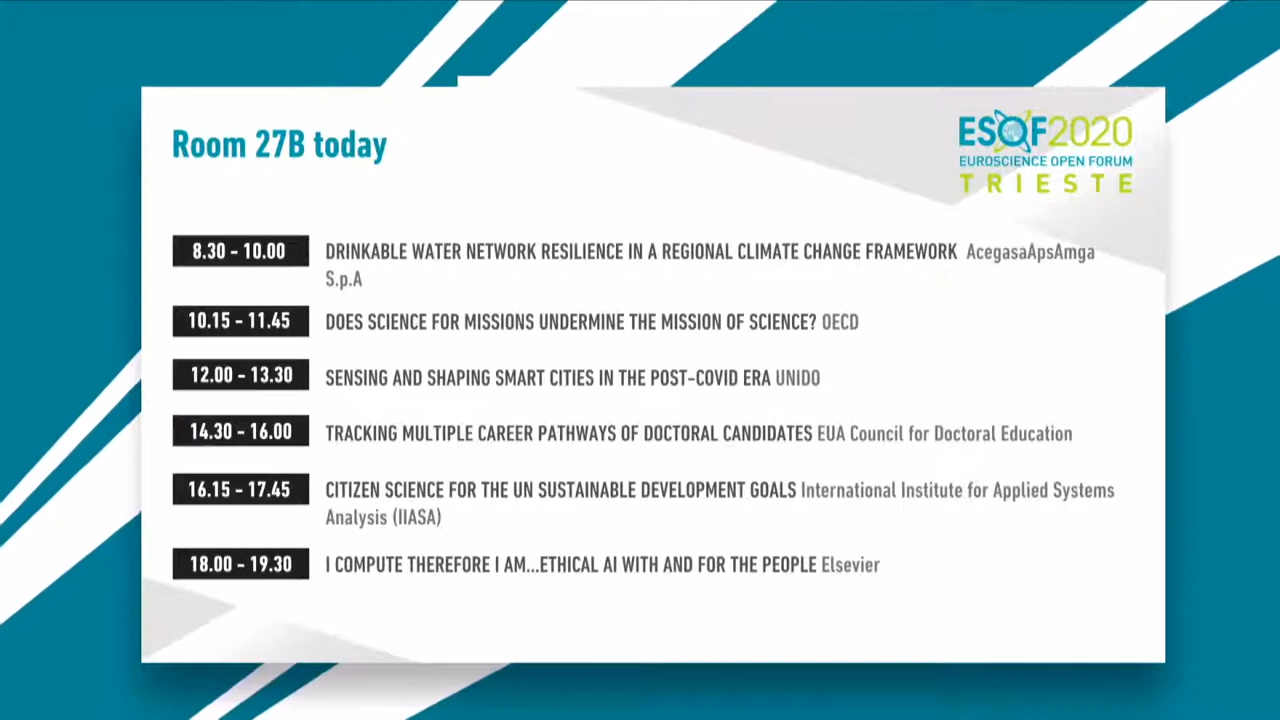 Room 27B today
ESOF2020
EUROSCIENCE OPEN FORUM
TRIESTE
8.30 – 10.00 DRINKABLE WATER NETWORK RESILIENCE IN A REGIONAL CLIMATE CHANGE FRAMEWORK AcegasaApsAmga
S.p.A
10.15 – 11.45 DOES SCIENCE FOR MISSIONS UNDERMINE THE MISSION OF SCIENCE? OECD
12.00 – 13.30 SENSING AND SHAPING SMART CITIES IN THE POST-COVID ERA UNIDO
14.30 – 16.00 TRACKING MULTIPLE CAREER PATHWAYS OF DOCTORAL CANDIDATES EUA Council for Doctoral Education
16.15 – 17.45 CITIZEN SCIENCE FOR THE UN SUSTAINABLE DEVELOPMENT GOALS International Institute for Applied Systems
Analysis (IIASA)
18.00 – 19.30 I COMPUTE THEREFORE I AM...ETHICAL AI WITH AND FOR THE PEOPLE Elsevier